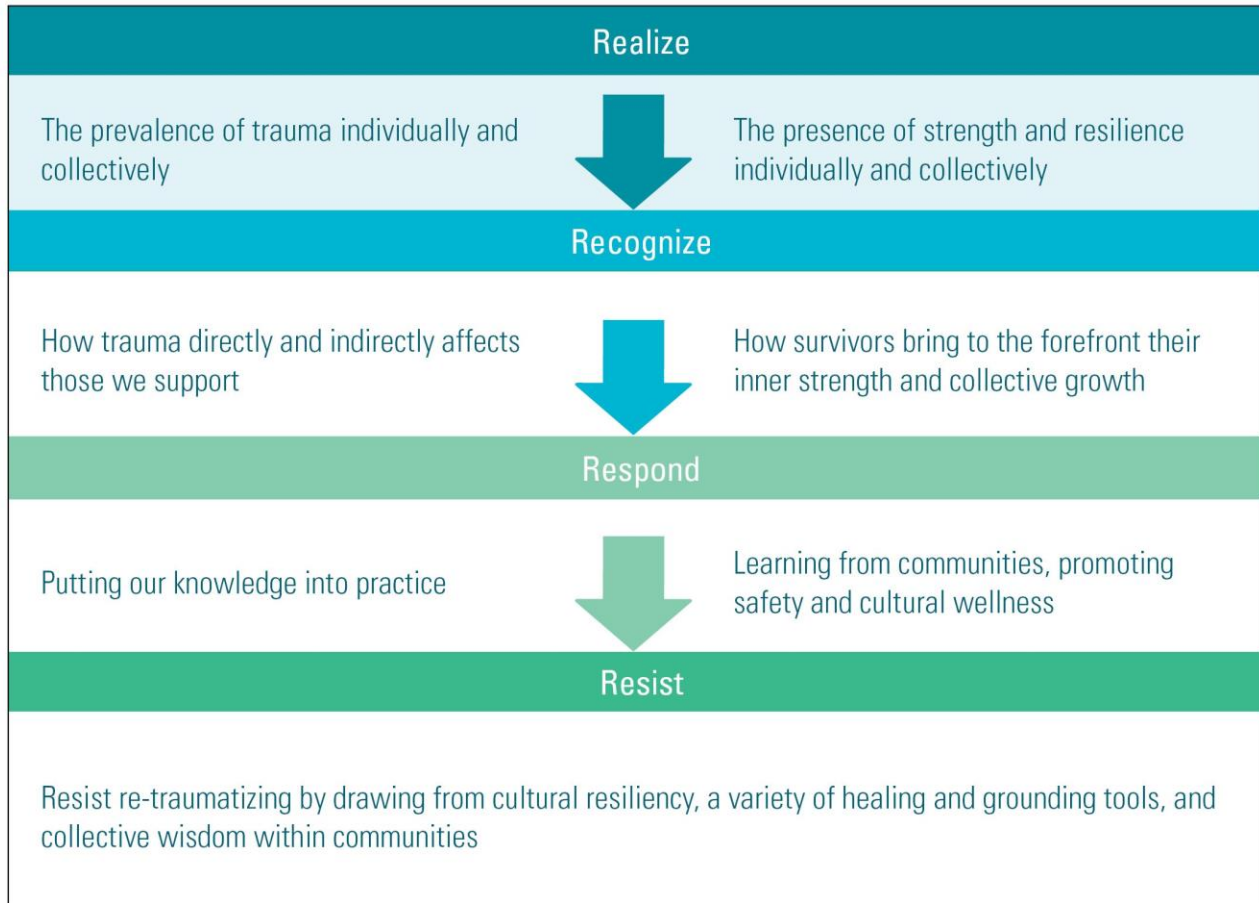 Realize
The prevalence of trauma individually and
collectively
The presence of strength and resilience
individually and collectively
Recognize
How trauma directly and indirectly affects
those we support
How survivors bring to the forefront their
inner strength and collective growth
Respond
Putting our knowledge into practice
Learning from communities, promoting
safety and cultural wellness
Resist
Resist re-traumatizing by drawing from cultural resiliency, a variety of healing and grounding tools, and
collective wisdom within communities